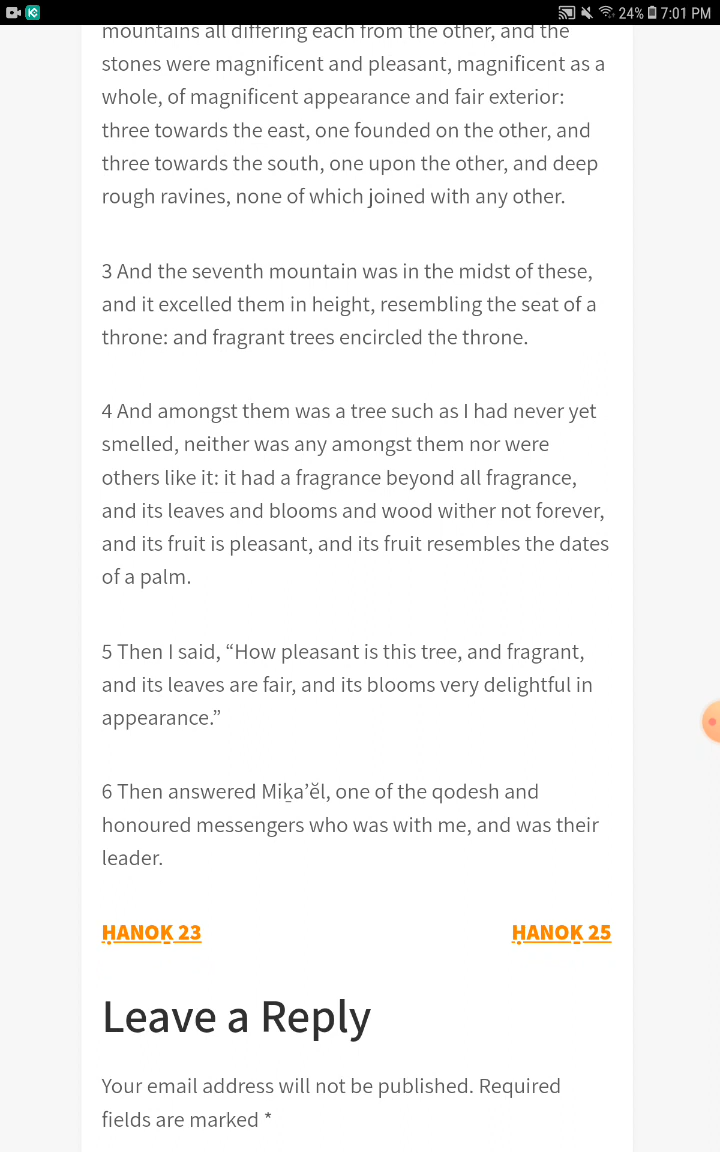 24% 7:01 PM
mountains all differing each from the other, and the
stones were magnificent and pleasant, magnificent as a
whole, of magnificent appearance and fair exterior:
three towards the east, one founded on the other, and
three towards the south, one upon the other, and deep
rough ravines, none of which joined with any other.
3 And the seventh mountain was in the midst of these,
and it excelled them in height, resembling the seat of a
throne: and fragrant trees encircled the throne.
4 And amongst them was a tree such as I had never yet
smelled, neither was any amongst them nor were
others like it: it had a fragrance beyond all fragrance,
and its leaves and blooms and wood wither not forever,
and its fruit is pleasant, and its fruit resembles the dates
of a palm.
5 Then I said, “How pleasant is this tree, and fragrant,
and its leaves are fair, and its blooms very delightful in
appearance.”
6 Then answered Miḵa’ĕl, one of the qodesh and
honoured messengers who was with me, and was their
leader.
ḤANOḴ 23
ḤANOḴ 25
Leave a Reply
Your email address will not be published. Required
fields are marked *